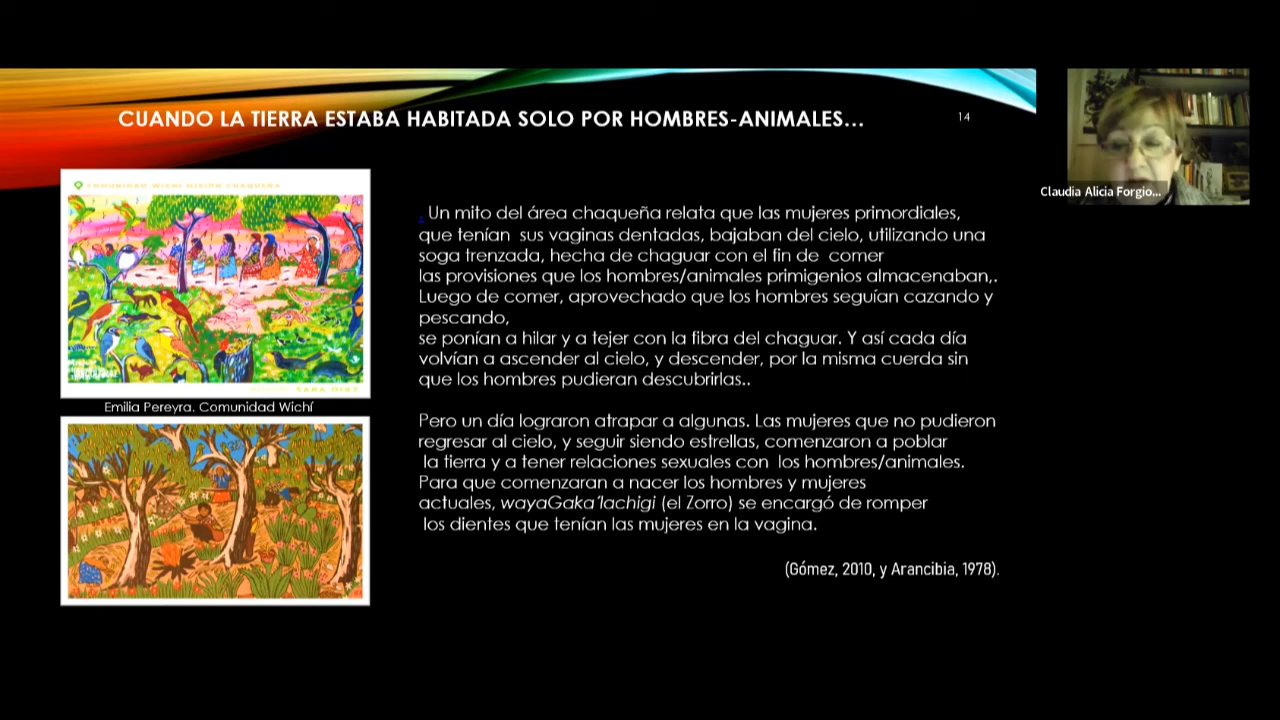 CUANDO LA TIERRA ESTABA HABITADA SOLO POR HOMBRES-ANIMALES...
14
Claudia Alicia Forgio...
COMUNIDAD WICHÍ MISIÓN CHAQUEÑA
SARA DIAZ
Emilia Pereyra. Comunidad Wichí
. Un mito del área chaqueña relata que las mujeres primordiales,
que tenían sus vaginas dentadas, bajaban del cielo, utilizando una
soga trenzada, hecha de chaguar con el fin de comer
las provisiones que los hombres/animales primigenios almacenaban,.
Luego de comer, aprovechado que los hombres seguían cazando y
pescando,
se ponían a hilar y a tejer con la fibra del chaguar. Y así cada día
volvían a ascender al cielo, y descender, por la misma cuerda sin
que los hombres pudieran descubrirlas..
Pero un día lograron atrapar a algunas. Las mujeres que no pudieron
regresar al cielo, y seguir siendo estrellas, comenzaron a poblar
la tierra y a tener relaciones sexuales con los hombres/animales.
Para que comenzaran a nacer los hombres y mujeres
actuales, wayaGaka´lachigi (el Zorro) se encargó de romper
los dientes que tenían las mujeres en la vagina.
(Gómez, 2010, y Arancibia, 1978).